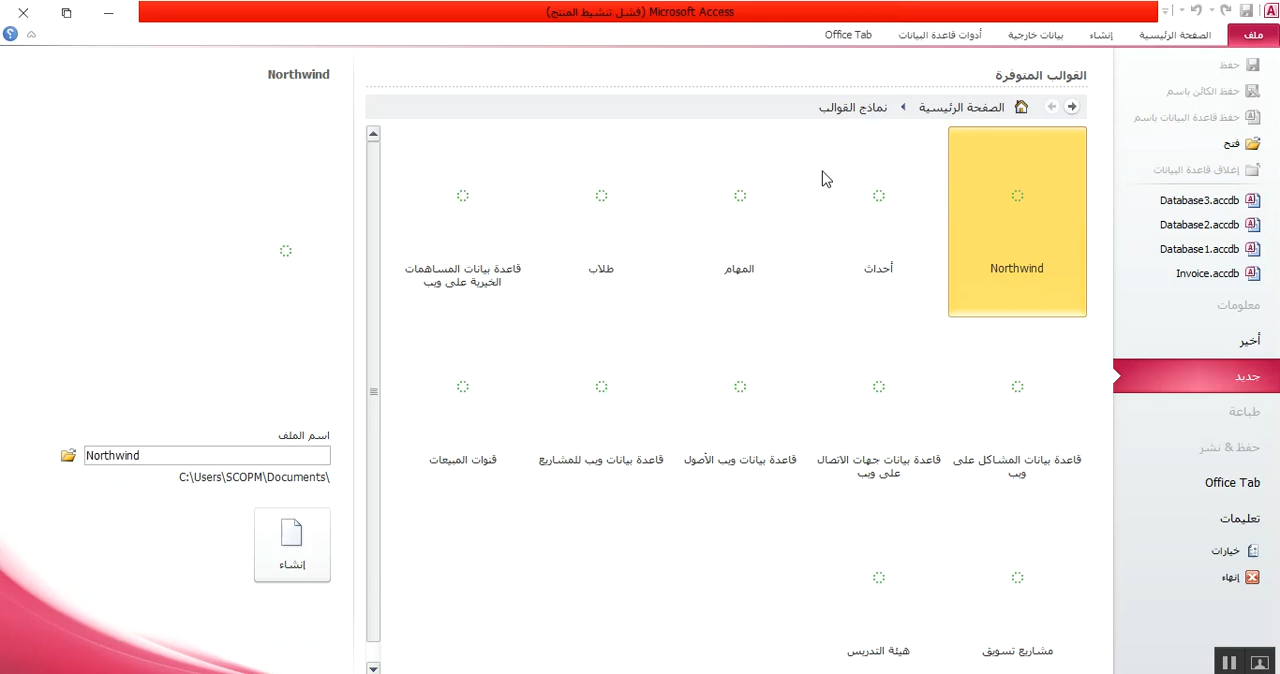 Microsoft Access (فشل تنشيط المنتج)
ملف
الصفحة الرئيسية
إنشاء
بيانات خارجية
أدوات قاعدة البيانات
Office Tab
حفظ
حفظ الكائن باسم
حفظ قاعدة البيانات باسم
فتح
إغلاق قاعدة البيانات
Database3.accdb
Database2.accdb
Database1.accdb
Invoice.accdb
معلومات
أخير
جديد
طباعة
حفظ & نشر
Office Tab
تعليمات
خيارات
إنهاء
القوالب المتوفرة
الصفحة الرئيسية
نماذج القوالب
Northwind
أحداث
المهام
طلاب
قاعدة بيانات المساهمات
الخيرية على ويب
قاعدة بيانات المشاكل على
ويب
قاعدة بيانات جهات الاتصال
على ويب
قاعدة بيانات ويب الأصول
قاعدة بيانات ويب للمشاريع
قنوات المبيعات
مشاريع تسويق
هيئة التدريس
Northwind
اسم الملف
Northwind
C:\Users\SCOPM\Documents\
إنشاء